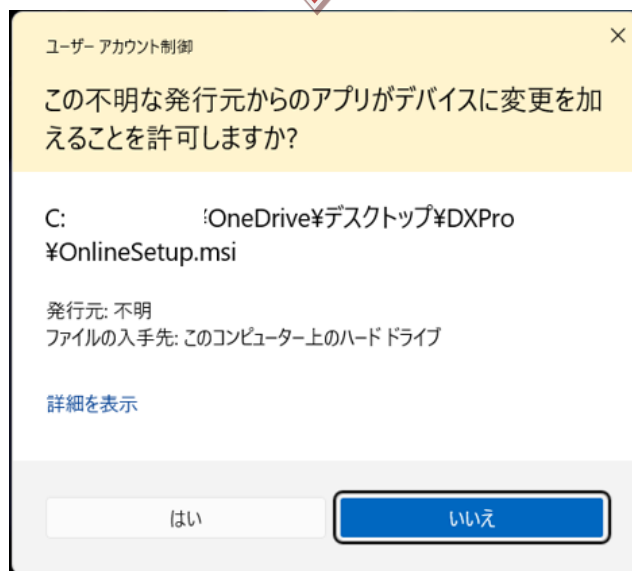 ユーザー アカウント制御
この不明な発行元からのアプリがデバイスに変更を加
えることを許可しますか?
C: ¥OneDrive¥デスクトップ¥DXPro
¥OnlineSetup.msi
発行元: 不明
ファイルの入手先: このコンピューター上のハード ドライブ
詳細を表示
はい
いいえ